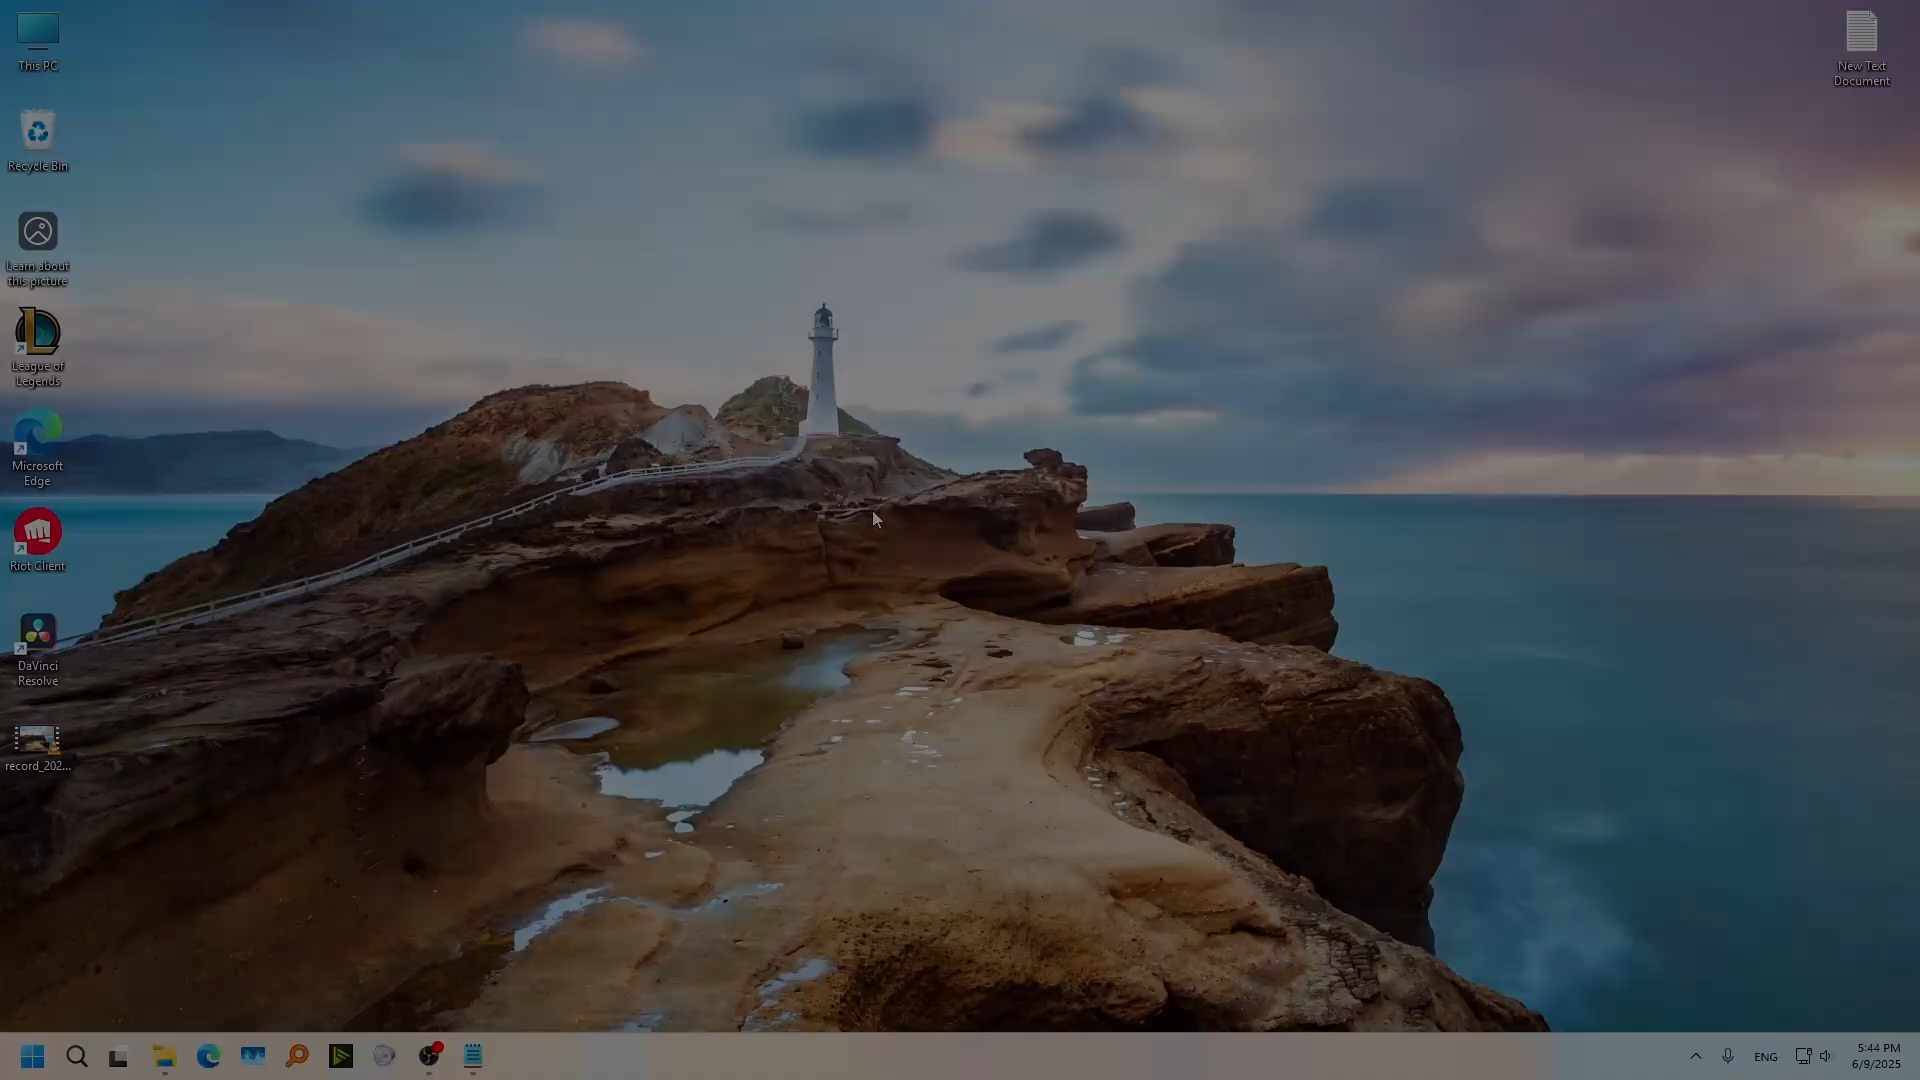 This PC
Recycle Bin
Learn about
this picture
League of
Legends
Microsoft
Edge
Riot Client
DaVinci
Resolve
record_202...
New Text
Document
ENG
5:44 PM
6/9/2025